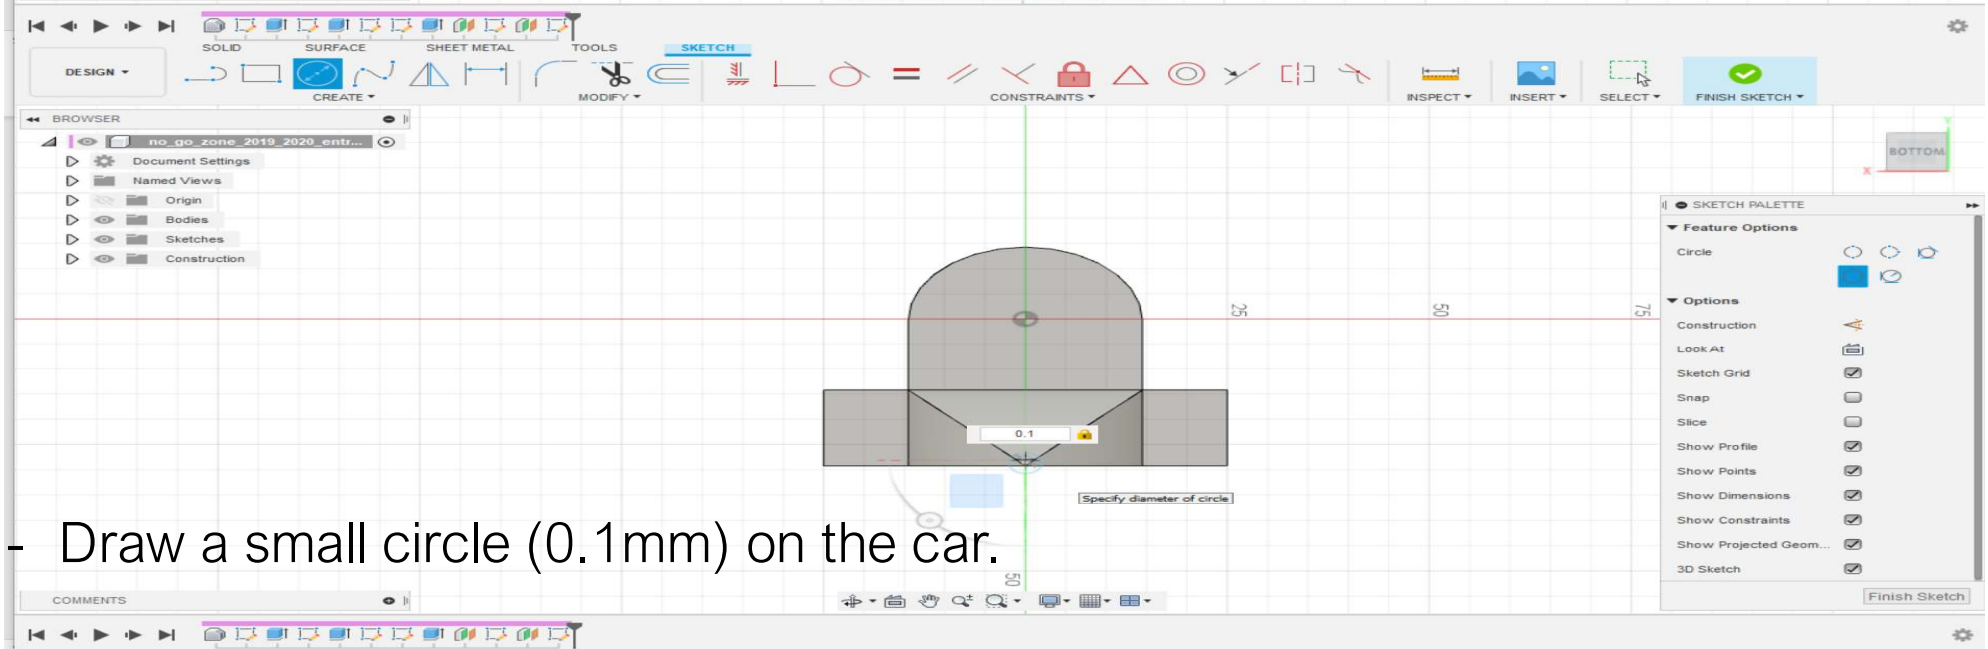 SOLID SURFACE SHEET METAL TOOLS SKETCH
DESIGN
CREATE MODIFY CONSTRAINTS INSPECT INSERT SELECT FINISH SKETCH
BROWSER
no_go_zone_2019_2020_entr...
Document Settings
Named Views
Origin
Bodies
Sketches
Construction
BOTTOM
Y
X
25
50
75
50
0.1
Specify diameter of circle
SKETCH PALETTE
Feature Options
Circle
Options
Construction
Look At
Sketch Grid
Snap
Slice
Show Profile
Show Points
Show Dimensions
Show Constraints
Show Projected Geom...
3D Sketch
Finish Sketch
- Draw a small circle (0.1mm) on the car.
COMMENTS